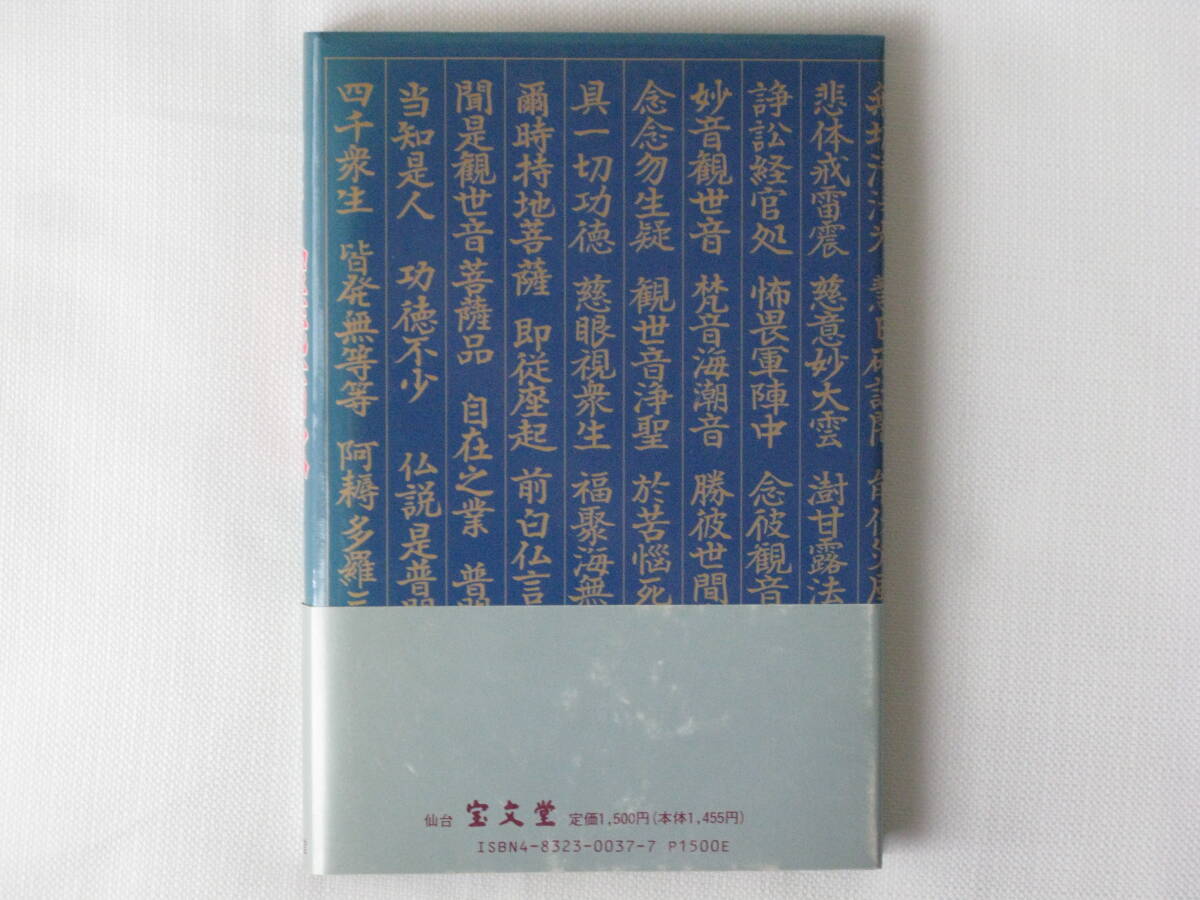 悲体戒雷震 慈意妙大雲 澍甘露法
諍訟経官処 怖畏軍陣中 念彼観音
妙音観世音 梵音海潮音 勝彼世間
念念勿生疑 観世音浄聖 於苦悩死
具一切功徳 慈眼視衆生 福聚海無
爾時持地菩薩 即従座起 前白仏言
聞是観世音菩薩品 自在之業 普門
当知是人 功徳不少 仏説是普門
四千衆生 皆発無等等 阿耨多羅三
仙台 宝文堂 定価1,500円(本体1,455円)
ISBN4-8323-0037-7 P1500E